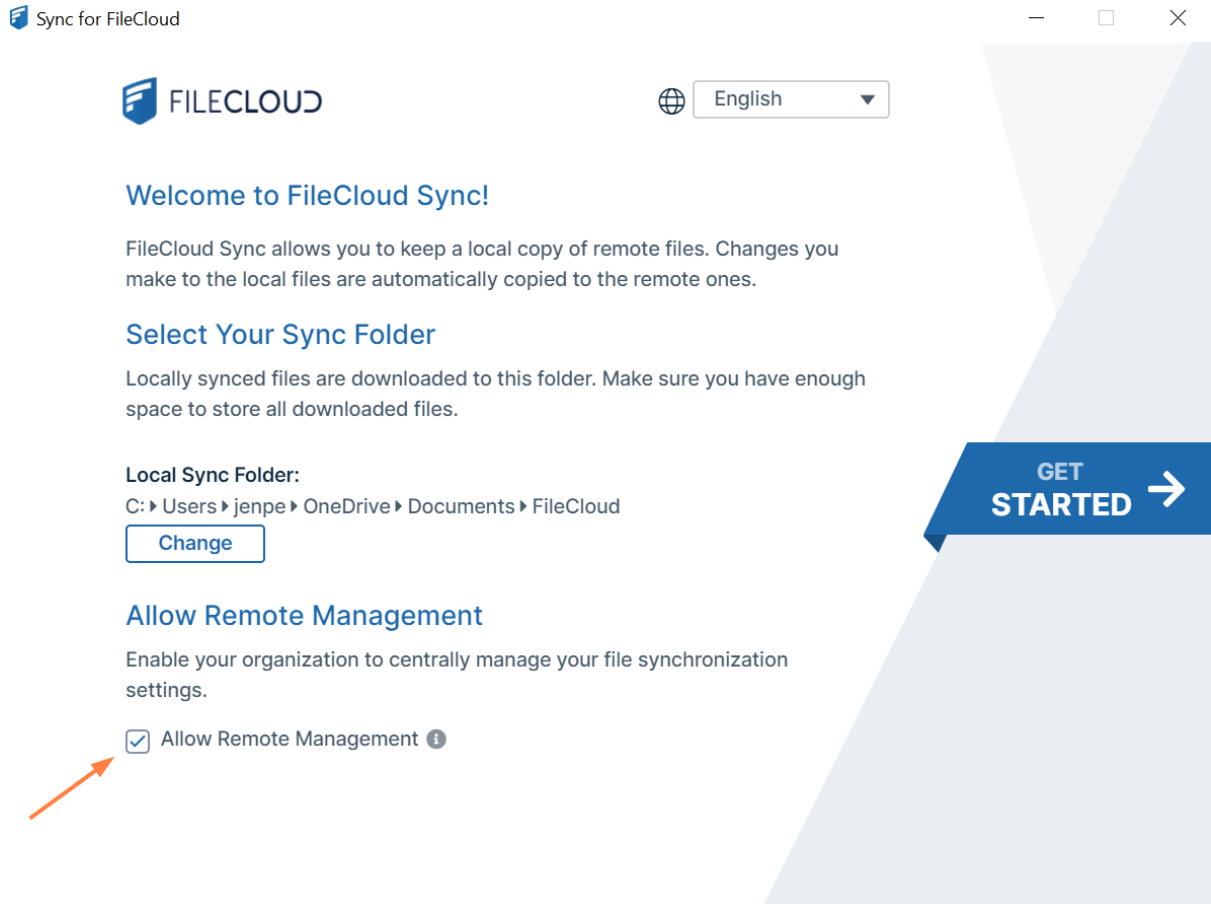 Sync for FileCloud
FILECLOUD
English
Welcome to FileCloud Sync!
FileCloud Sync allows you to keep a local copy of remote files. Changes you
make to the local files are automatically copied to the remote ones.
Select Your Sync Folder
Locally synced files are downloaded to this folder. Make sure you have enough
space to store all downloaded files.
Local Sync Folder:
C: Users jenpe OneDrive Documents FileCloud
Change
GET
STARTED
Allow Remote Management
Enable your organization to centrally manage your file synchronization
settings.
Allow Remote Management